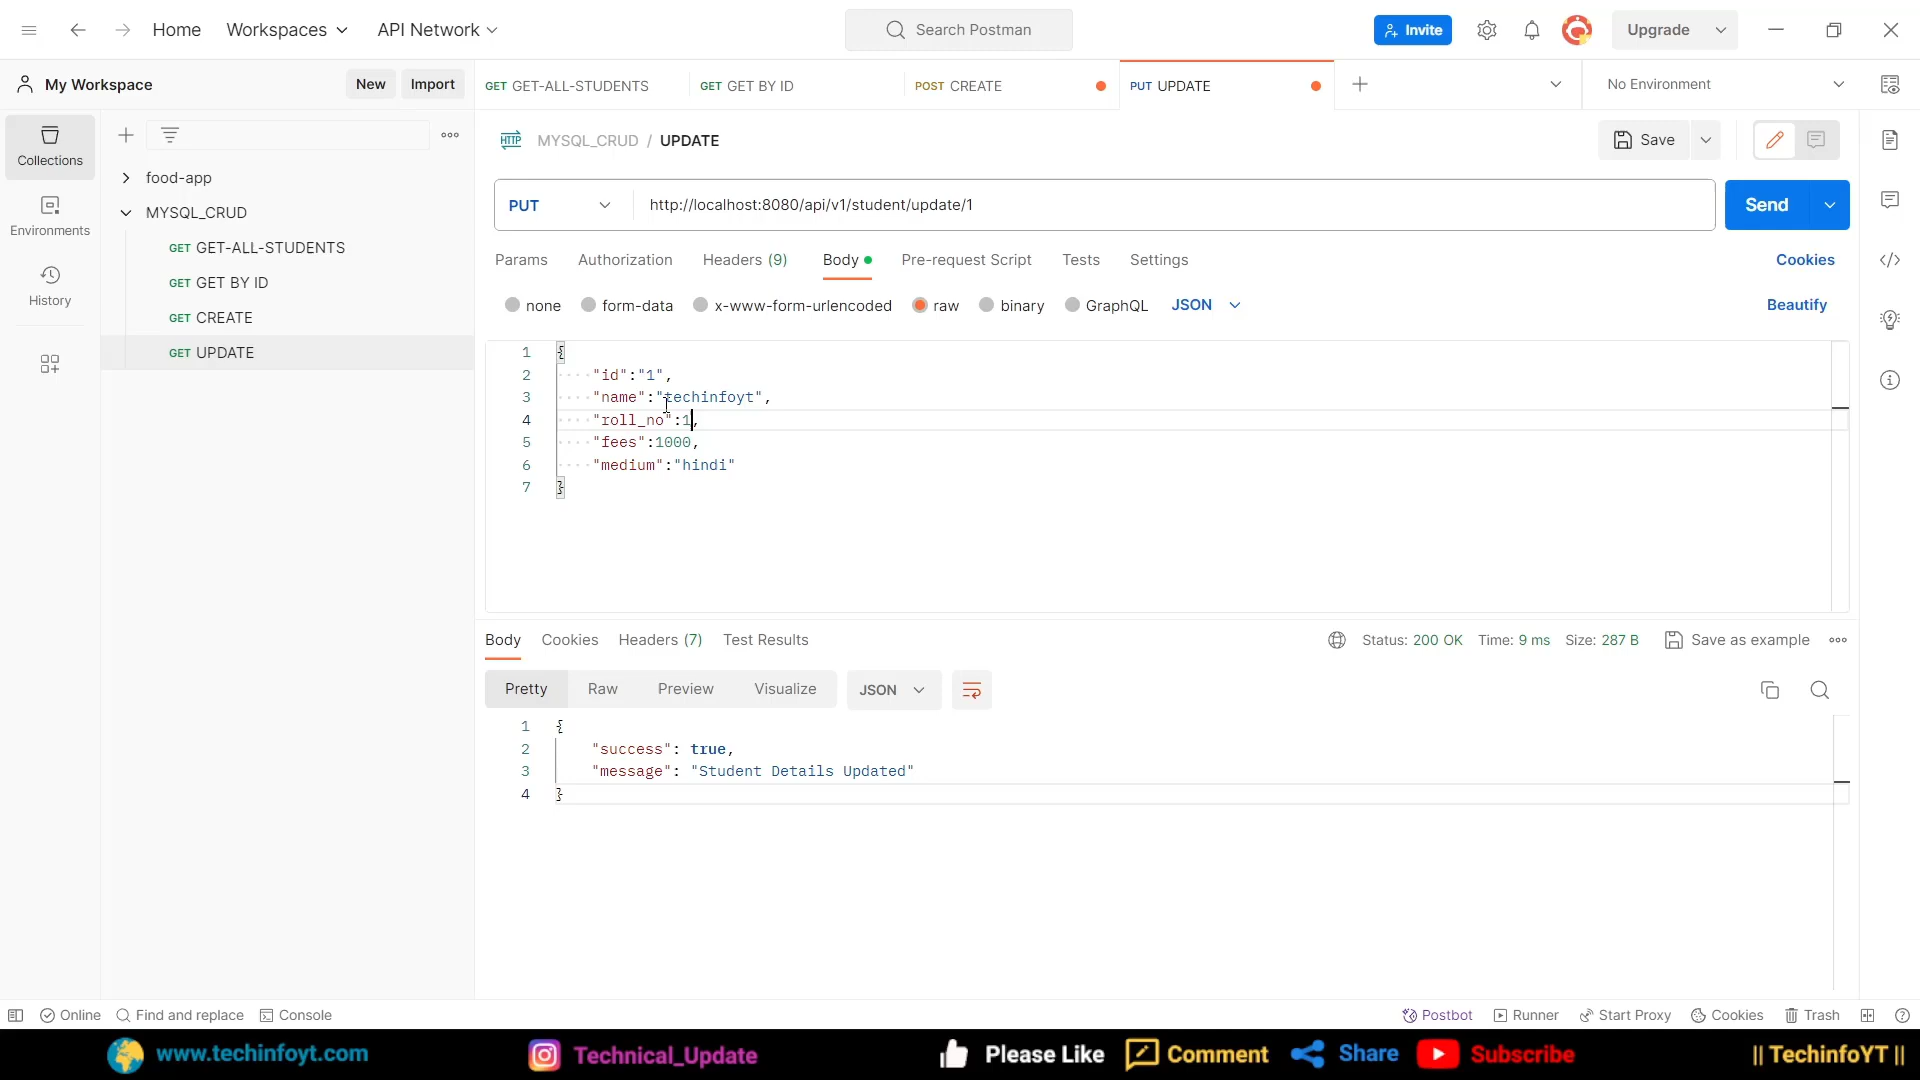 Home Workspaces API Network Search Postman Invite Upgrade
My Workspace New Import GET GET-ALL-STUDENTS GET GET BY ID POST CREATE PUT UPDATE No Environment
Collections
Environments
History
food-app
MYSQL_CRUD
GET GET-ALL-STUDENTS
GET GET BY ID
GET CREATE
GET UPDATE
HTTP MYSQL_CRUD / UPDATE Save
PUT http://localhost:8080/api/v1/student/update/1 Send
Params Authorization Headers (9) Body Pre-request Script Tests Settings Cookies
none form-data x-www-form-urlencoded raw binary GraphQL JSON Beautify
1 {
2 "id":"1",
3 "name":"techinfoyt",
4 "roll_no":1,
5 "fees":1000,
6 "medium":"hindi"
7 }
Body Cookies Headers (7) Test Results Status: 200 OK Time: 9 ms Size: 287 B Save as example
Pretty Raw Preview Visualize JSON
1 {
2 "success": true,
3 "message": "Student Details Updated"
4 }
Online Find and replace Console Postbot Runner Start Proxy Cookies Trash
www.techinfoyt.com Technical_Update Please Like Comment Share Subscribe || TechinfoYT ||